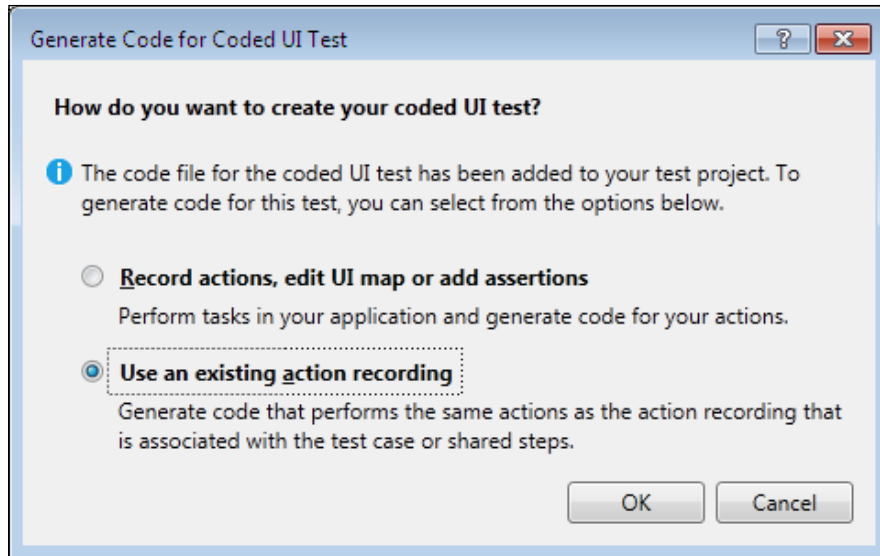 Generate Code for Coded UI Test
How do you want to create your coded UI test?
The code file for the coded UI test has been added to your test project. To
generate code for this test, you can select from the options below.
Record actions, edit UI map or add assertions
Perform tasks in your application and generate code for your actions.
Use an existing action recording
Generate code that performs the same actions as the action recording that
is associated with the test case or shared steps.
OK
Cancel